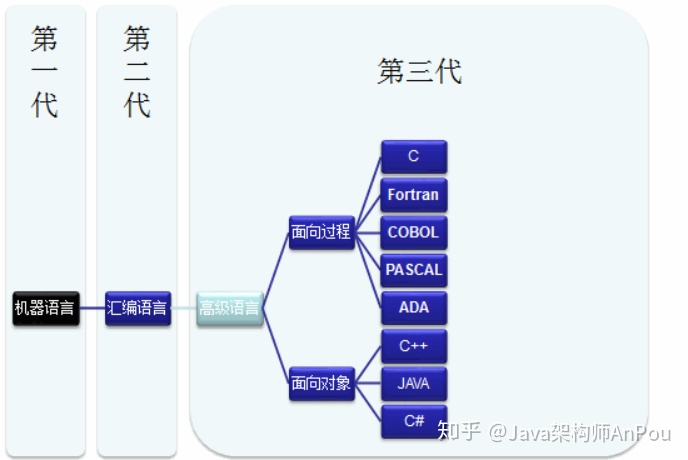 第一代
第二代
第三代
机器语言
汇编语言
高级语言
面向过程
C
Fortran
COBOL
PASCAL
ADA
面向对象
C++
JAVA
C#
知乎 @Java架构师AnPou